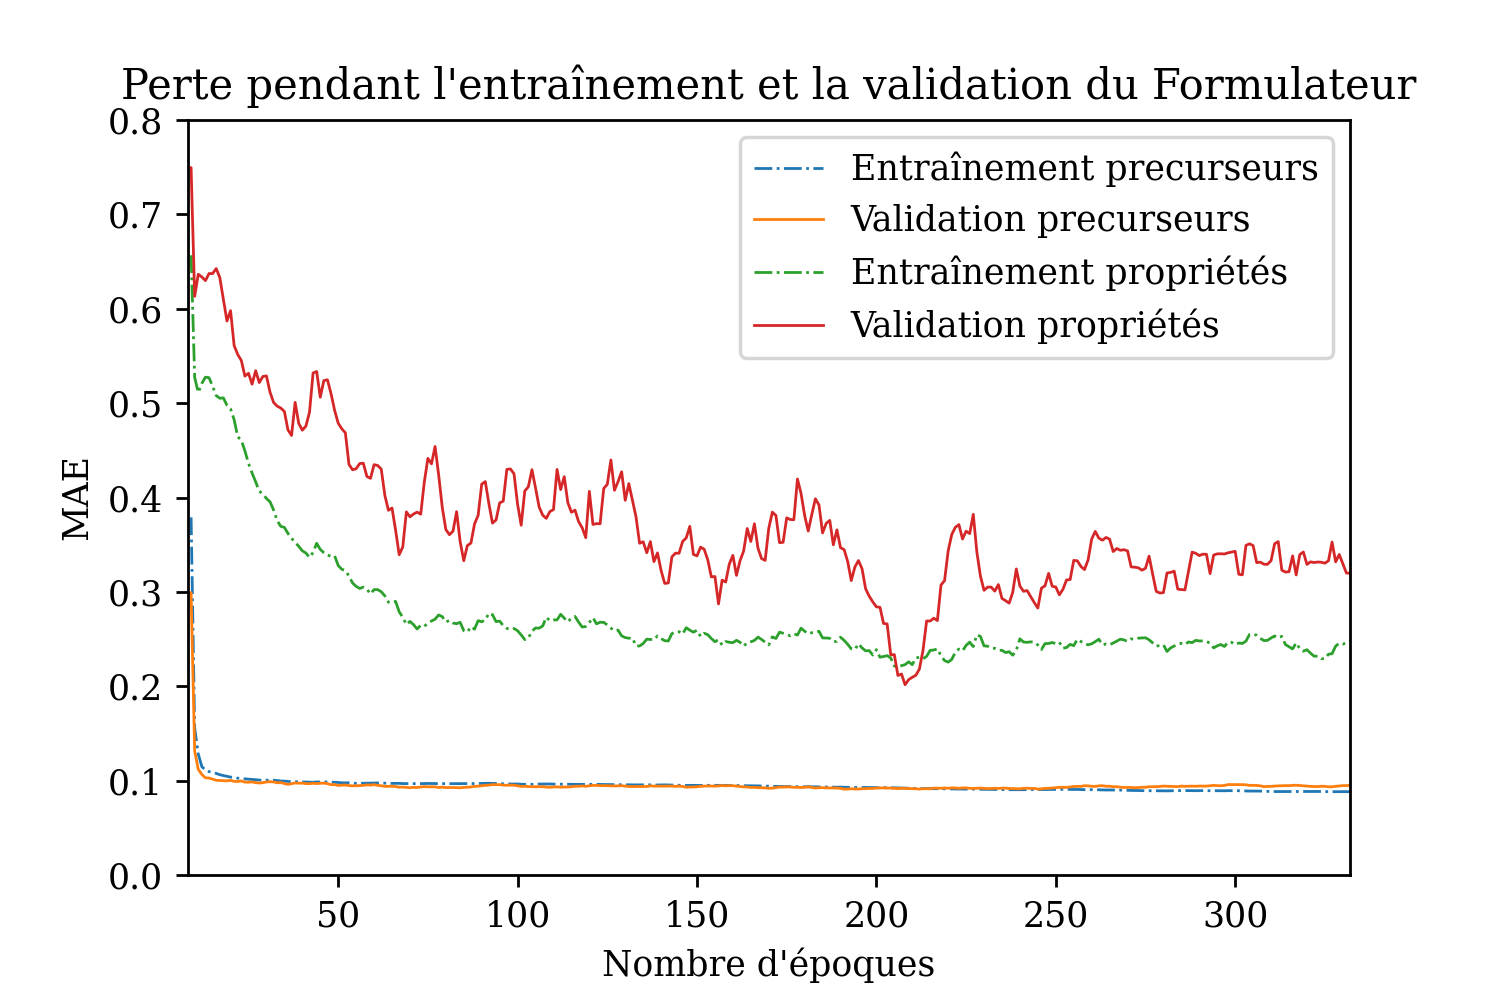 Perte pendant l'entraînement et la validation du Formulateur
0.8
0.7
0.6
0.5
0.4
0.3
0.2
0.1
0.0
MAE
Entraînement precurseurs
Validation precurseurs
Entraînement propriétés
Validation propriétés
50 100 150 200 250 300
Nombre d'époques